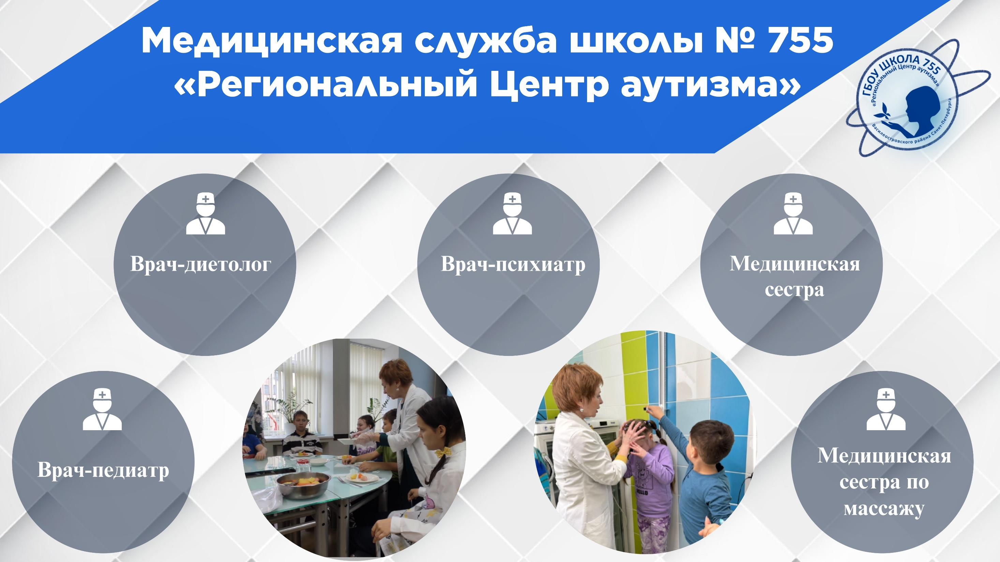 Медицинская служба школы № 755
«Региональный Центр аутизма»
ГБОУ ШКОЛА 755
«Региональный Центр аутизма»
Василеостровского района Санкт-Петербурга
Врач-диетолог
Врач-психиатр
Медицинская
сестра
Врач-педиатр
HELLO
Медицинская
сестра по
массажу